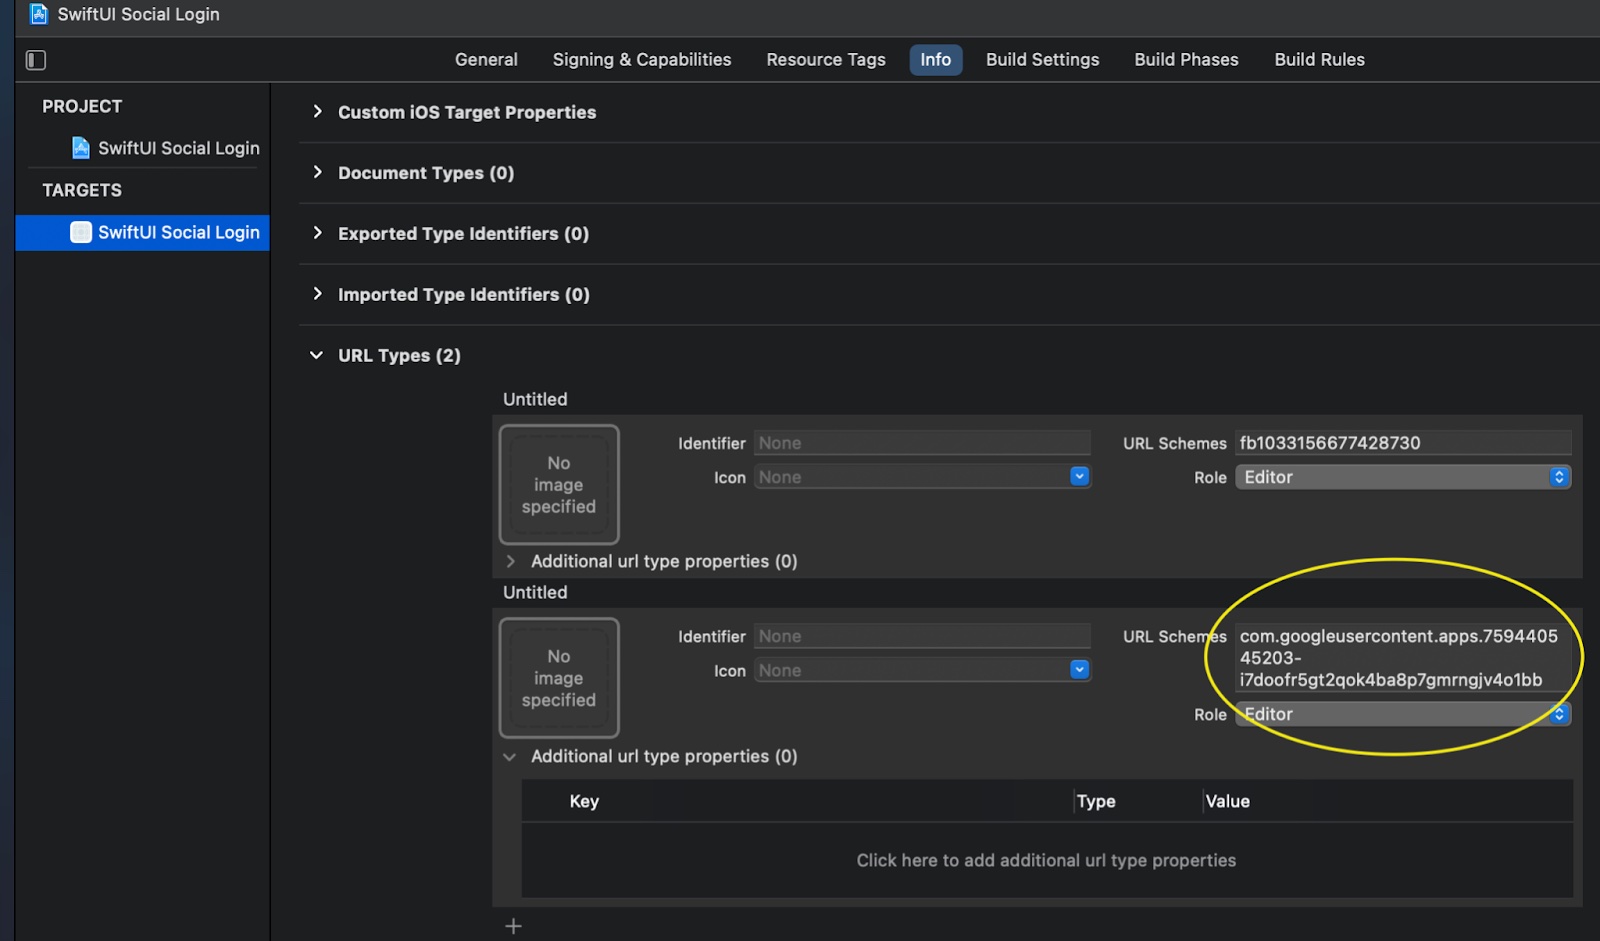 SwiftUI Social Login
General Signing & Capabilities Resource Tags Info Build Settings Build Phases Build Rules
PROJECT
SwiftUI Social Login
TARGETS
SwiftUI Social Login
Custom iOS Target Properties
Document Types (0)
Exported Type Identifiers (0)
Imported Type Identifiers (0)
URL Types (2)
Untitled
No
image
specified
Identifier None
URL Schemes fb1033156677428730
Icon None
Role Editor
Additional url type properties (0)
Untitled
No
image
specified
Identifier None
URL Schemes com.googleusercontent.apps.7594405
45203-
i7doofr5gt2qok4ba8p7gmrngjv4o1bb
Icon None
Role Editor
Additional url type properties (0)
Key Type Value
Click here to add additional url type properties